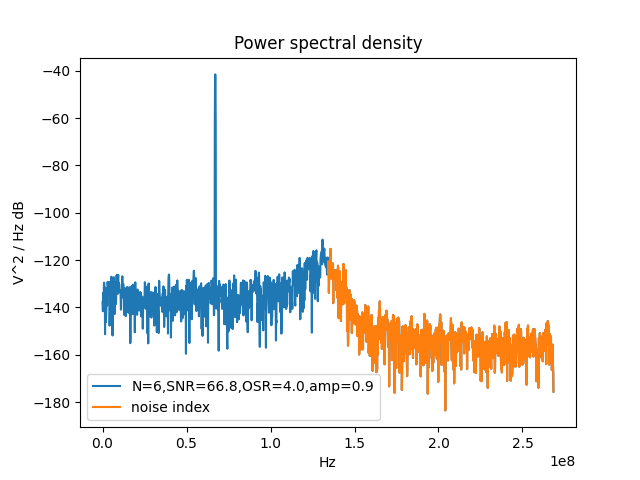 Power spectral density
V^2 / Hz dB
−40
−60
−80
−100
−120
−140
−160
−180
N=6,SNR=66.8,OSR=4.0,amp=0.9
noise index
0.0 0.5 1.0 1.5 2.0 2.5
1e8
Hz